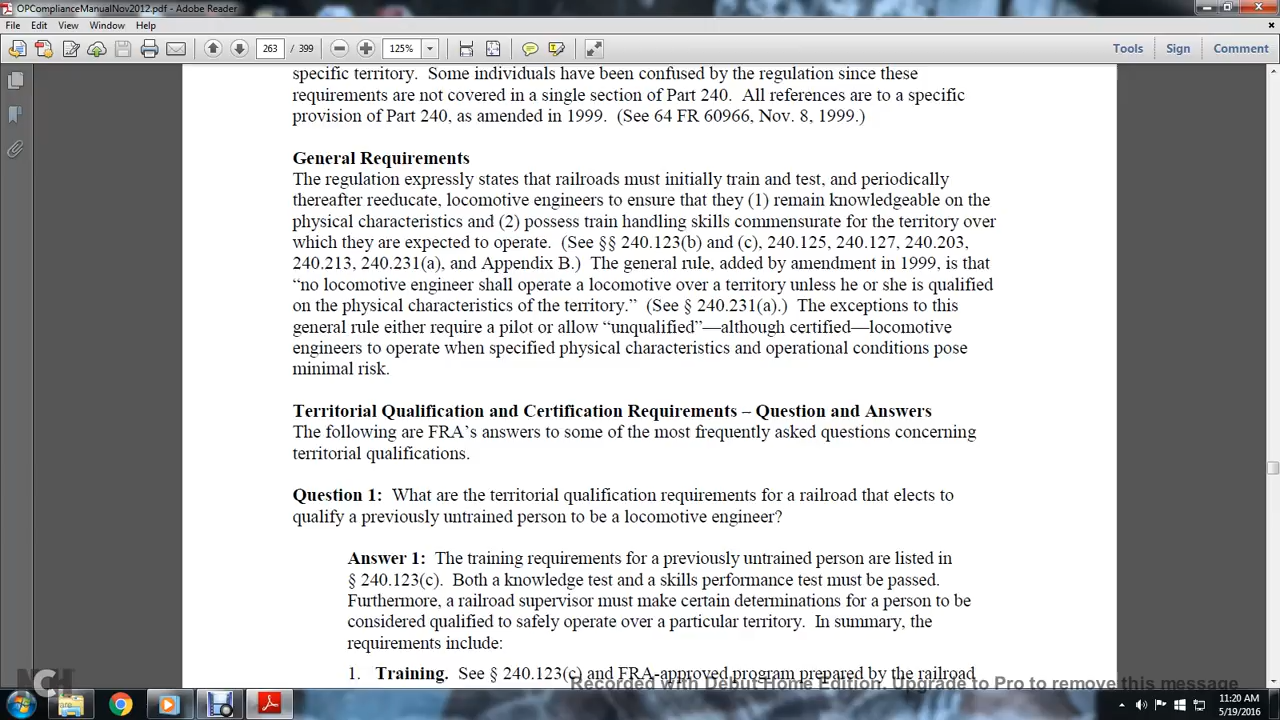 OPComplianceManualNov2012.pdf - Adobe Reader
File Edit View Window Help
263 / 399 125% Tools Sign Comment
specific territory. Some individuals have been confused by the regulation since these
requirements are not covered in a single section of Part 240. All references are to a specific
provision of Part 240, as amended in 1999. (See 64 FR 60966, Nov. 8, 1999.)
General Requirements
The regulation expressly states that railroads must initially train and test, and periodically
thereafter reeducate, locomotive engineers to ensure that they (1) remain knowledgeable on the
physical characteristics and (2) possess train handling skills commensurate for the territory over
which they are expected to operate. (See §§ 240.123(b) and (c), 240.125, 240.127, 240.203,
240.213, 240.231(a), and Appendix B.) The general rule, added by amendment in 1999, is that
“no locomotive engineer shall operate a locomotive over a territory unless he or she is qualified
on the physical characteristics of the territory.” (See § 240.231(a).) The exceptions to this
general rule either require a pilot or allow “unqualified”—although certified—locomotive
engineers to operate when specified physical characteristics and operational conditions pose
minimal risk.
Territorial Qualification and Certification Requirements – Question and Answers
The following are FRA’s answers to some of the most frequently asked questions concerning
territorial qualifications.
Question 1: What are the territorial qualification requirements for a railroad that elects to
qualify a previously untrained person to be a locomotive engineer?
Answer 1: The training requirements for a previously untrained person are listed in
§ 240.123(c). Both a knowledge test and a skills performance test must be passed.
Furthermore, a railroad supervisor must make certain determinations for a person to be
considered qualified to safely operate over a particular territory. In summary, the
requirements include:
1. Training. See § 240.123(c) and FRA-approved program prepared by the railroad
Recorded with Debut Home Edition. Upgrade to Pro to remove this message
NCH
11:20 AM
5/19/2016